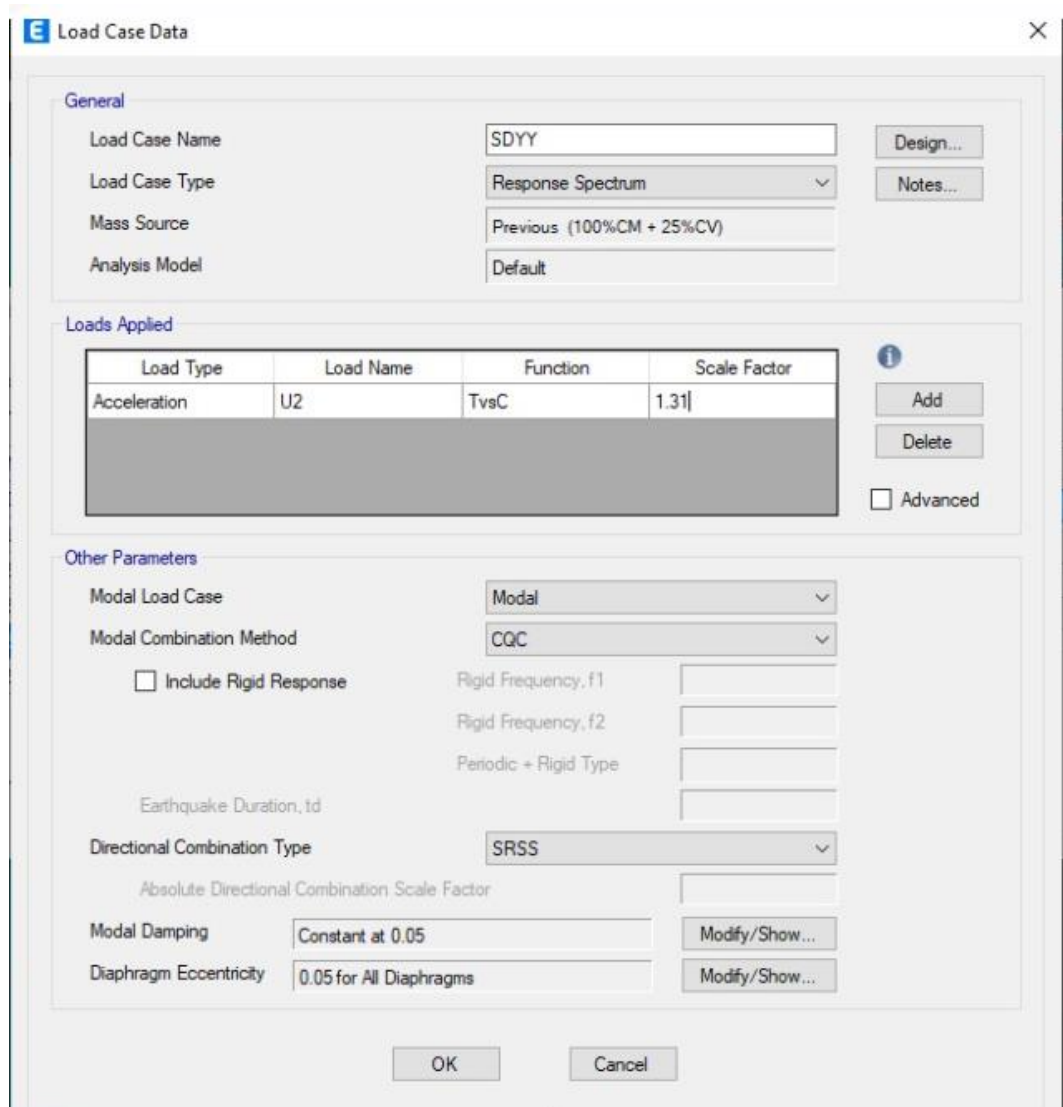 E Load Case Data
General
Load Case Name SDYY Design...
Load Case Type Response Spectrum Notes...
Mass Source Previous (100%CM + 25%CV)
Analysis Model Default
Loads Applied
Load Type Load Name Function Scale Factor
Acceleration U2 TvsC 1.31
Add
Delete
Advanced
Other Parameters
Modal Load Case Modal
Modal Combination Method CQC
Include Rigid Response Rigid Frequency, f1
Rigid Frequency, f2
Periodic + Rigid Type
Earthquake Duration, td
Directional Combination Type SRSS
Absolute Directional Combination Scale Factor
Modal Damping Constant at 0.05 Modify/Show...
Diaphragm Eccentricity 0.05 for All Diaphragms Modify/Show...
OK Cancel